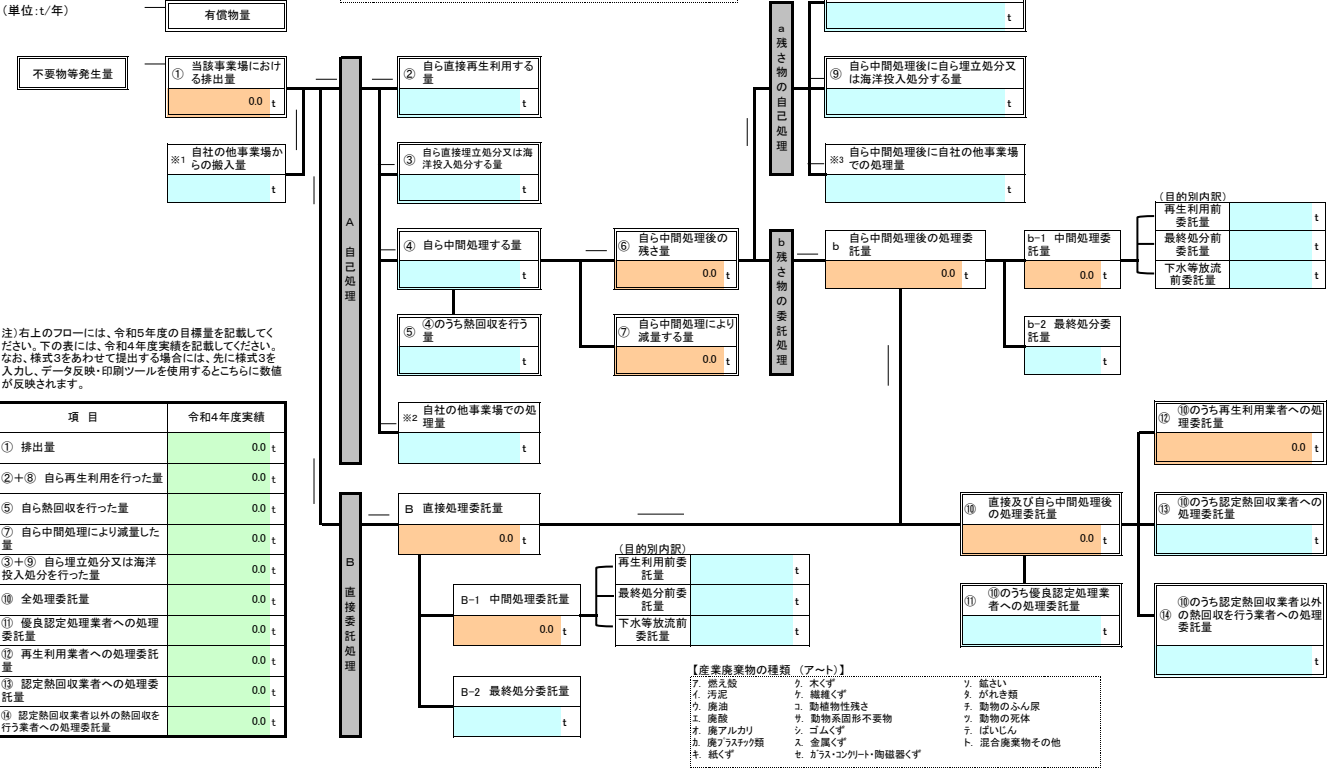 (単位:t/年)
有償物量
不要物等発生量
① 当該事業場におけ
る排出量
0.0 t
※1 自社の他事業場か
らの搬入量
t
A 自己処理
② 自ら直接再生利用する
量
t
③ 自ら直接埋立処分又は海
洋投入処分する量
t
④ 自ら中間処理する量
t
⑤ ④のうち熱回収を行う
量
t
※2 自社の他事業場での処
理量
t
⑥ 自ら中間処理後の
残さ量
0.0 t
⑦ 自ら中間処理により
減量する量
0.0 t
a 残さ物の自己処理
t
⑨ 自ら中間処理後に自ら埋立処分又
は海洋投入処分する量
t
※3 自ら中間処理後に自社の他事業場
での処理量
t
b 残さ物の委託処理
b 自ら中間処理後の処理委
託量
0.0 t
b-1 中間処理委
託量
0.0 t
(目的別内訳)
再生利用前
委託量
t
最終処分前
委託量
t
下水等放流
前委託量
t
b-2 最終処分委
託量
t
注)右上のフローには、令和5年度の目標量を記載してく
ださい。下の表には、令和4年度実績を記載してください。
なお、様式3をあわせて提出する場合には、先に様式3を
入力し、データ反映・印刷ツールを使用するとこちらに数値
が反映されます。
項 目 令和4年度実績
① 排出量 0.0 t
②+⑧ 自ら再生利用を行った量 0.0 t
⑤ 自ら熱回収を行った量 0.0 t
⑦ 自ら中間処理により減量した
量 0.0 t
③+⑨ 自ら埋立処分又は海洋
投入処分を行った量 0.0 t
⑩ 全処理委託量 0.0 t
⑪ 優良認定処理業者への処理
委託量 0.0 t
⑫ 再生利用業者への処理委託
量 0.0 t
⑬ 認定熱回収業者への処理委
託量 0.0 t
⑭ 認定熱回収業者以外の熱回収を
行う業者への処理委託量 0.0 t
B 直接委託処理
B 直接処理委託量
0.0 t
B-1 中間処理委託量
0.0 t
(目的別内訳)
再生利用前委
託量
t
最終処分前委
託量
t
下水等放流前
委託量
t
B-2 最終処分委託量
t
⑩ 直接及び自ら中間処理後
の処理委託量
0.0 t
⑪ ⑩のうち優良認定処理業
者への処理委託量
t
⑫ ⑩のうち再生利用業者への処
理委託量
0.0 t
⑬ ⑩のうち認定熱回収業者への
処理委託量
t
⑭ ⑩のうち認定熱回収業者以外
の熱回収を行う業者への処理
委託量
t
【産業廃棄物の種類 (ア~ト)】
ア. 燃え殻
イ. 汚泥
ウ. 廃油
エ. 廃酸
オ. 廃アルカリ
カ. 廃プラスチック類
キ. 紙くず
ク. 木くず
ケ. 繊維くず
コ. 動植物性残さ
サ. 動物系固形不要物
シ. ゴムくず
ス. 金属くず
セ. ガラス・コンクリート・陶磁器くず
ソ. 鉱さい
タ. がれき類
チ. 動物のふん尿
ツ. 動物の死体
テ. ばいじん
ト. 混合廃棄物その他